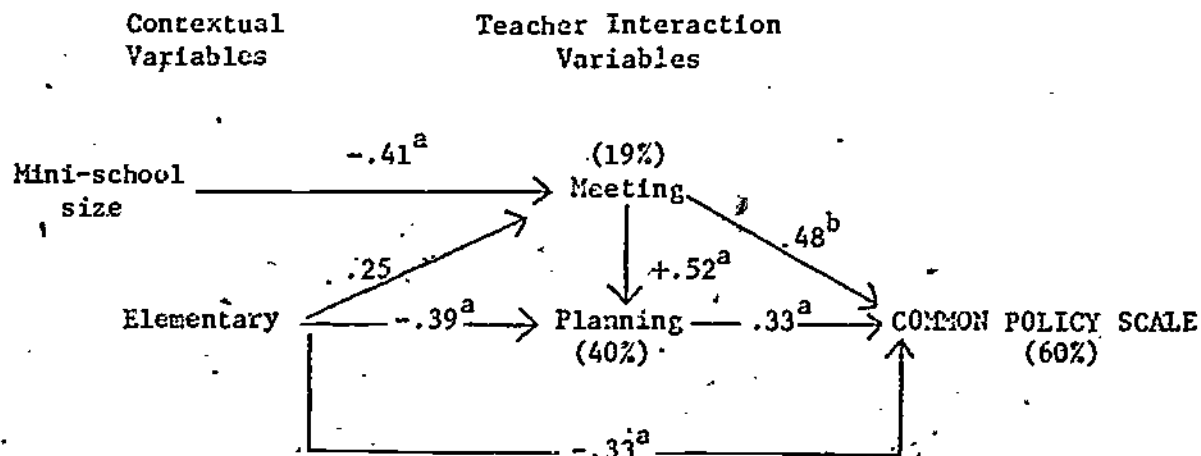 Contextual Teacher Interaction
Variables Variables
-.41a (19%)
Mini-school Meeting
size
.48b
.25 +.52a
Elementary -.39a Planning .33a COMMON POLICY SCALE
(40%) (60%)
-.33a